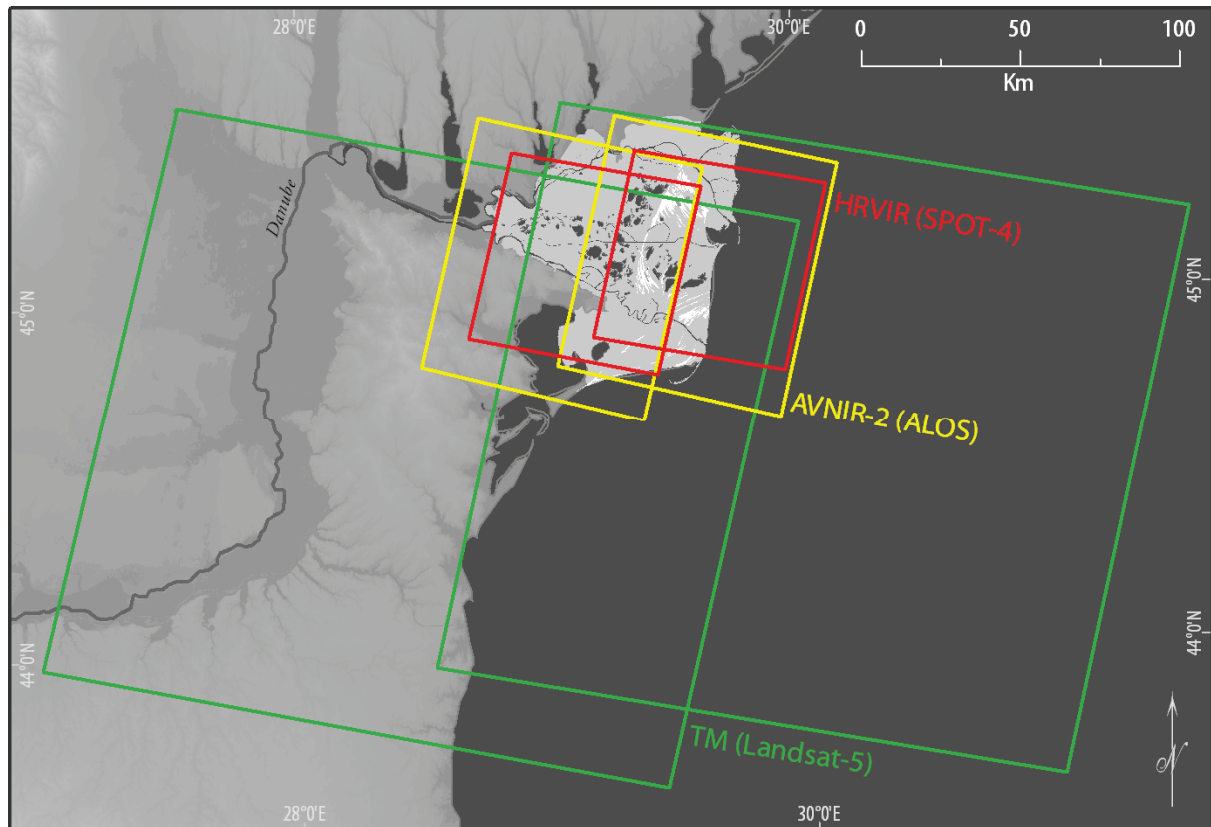 28°0'E
30°0'E
0 50 100
Km
Danube
HRVIR (SPOT-4)
45°0'N
45°0'N
AVNIR-2 (ALOS)
44°0'N
44°0'N
TM (Landsat-5)
N
28°0'E
30°0'E